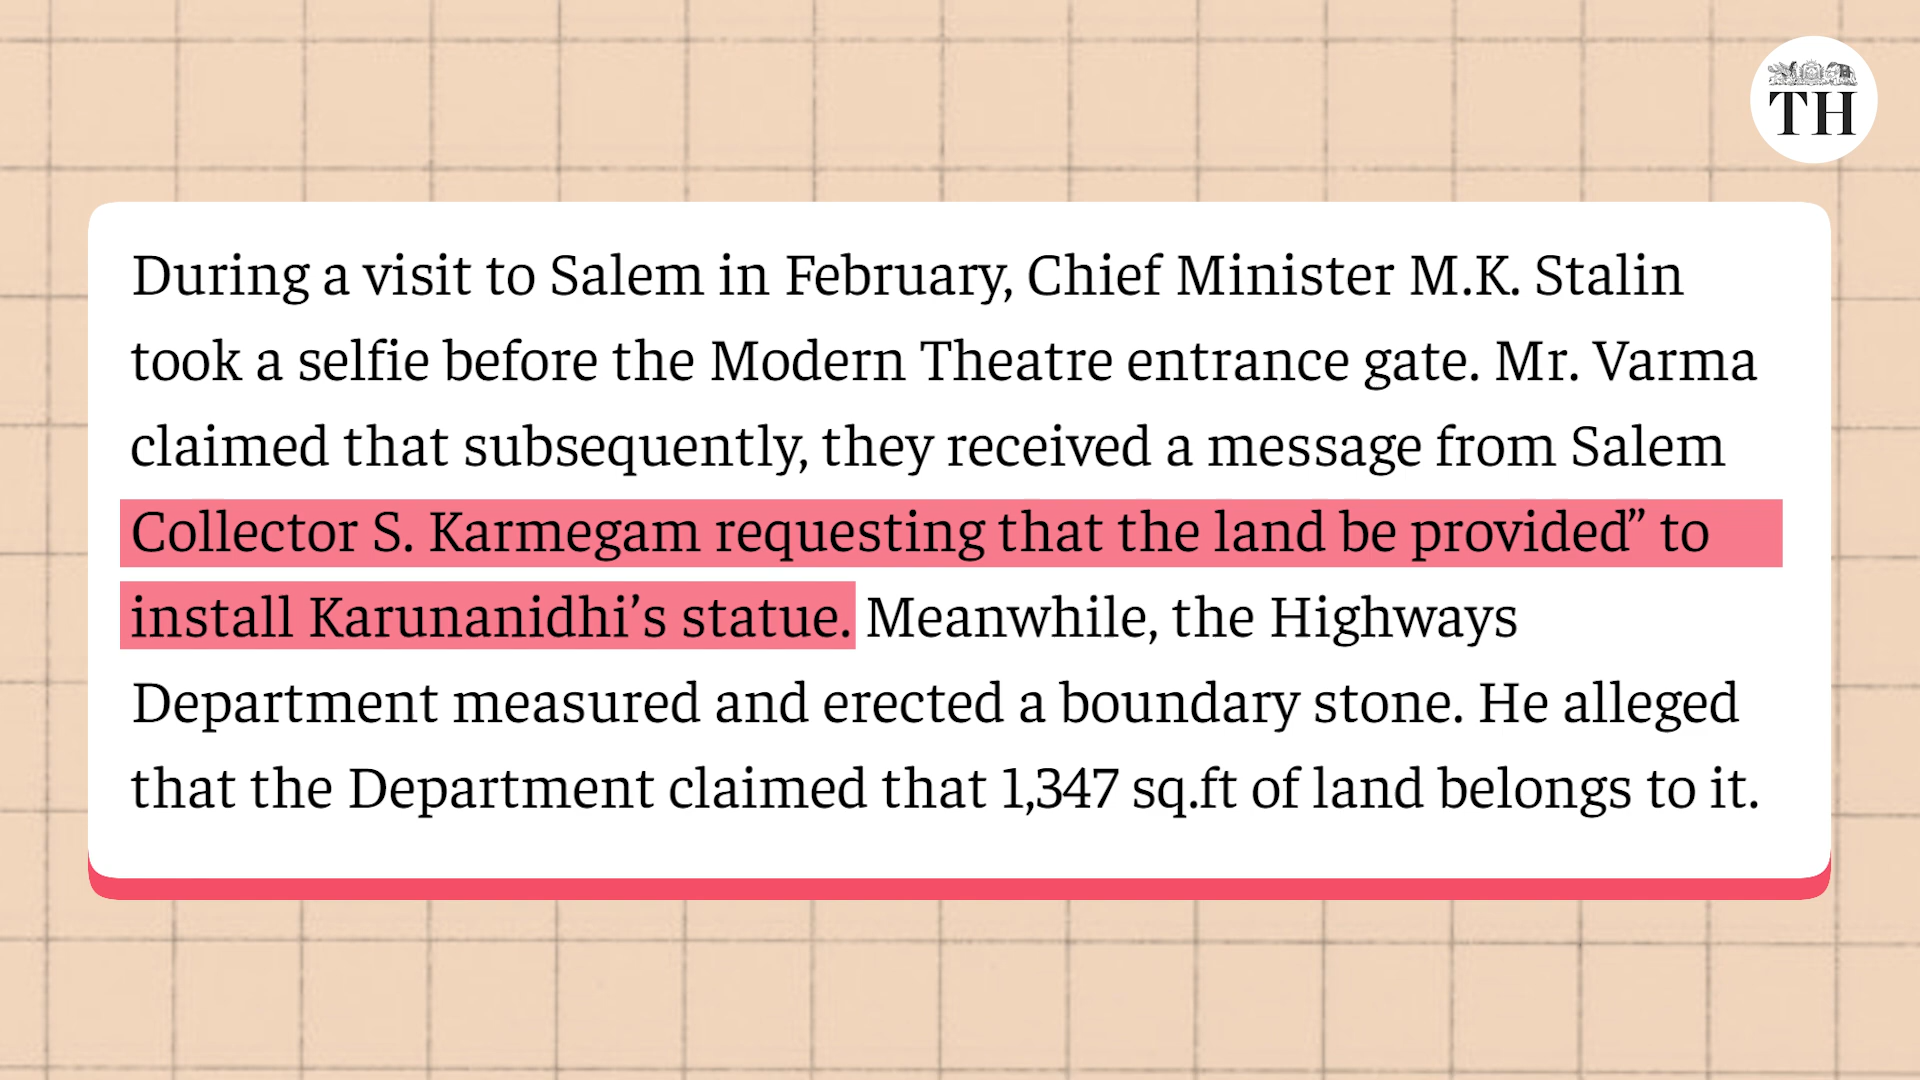 TH
During a visit to Salem in February, Chief Minister M.K. Stalin
took a selfie before the Modern Theatre entrance gate. Mr. Varma
claimed that subsequently, they received a message from Salem
Collector S. Karmegam requesting that the land be provided” to
install Karunanidhi’s statue. Meanwhile, the Highways
Department measured and erected a boundary stone. He alleged
that the Department claimed that 1,347 sq.ft of land belongs to it.